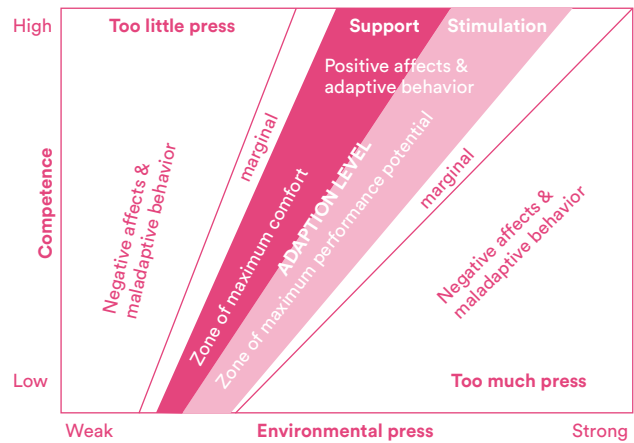 High
Too little press
Support
Stimulation
Positive affects &
adaptive behavior
marginal
Negative affects &
maladaptive behavior
Competence
Zone of maximum comfort
ADAPTION LEVEL
Zone of maximum performance potential
marginal
Negative affects &
maladaptive behavior
Low
Too much press
Weak
Environmental press
Strong